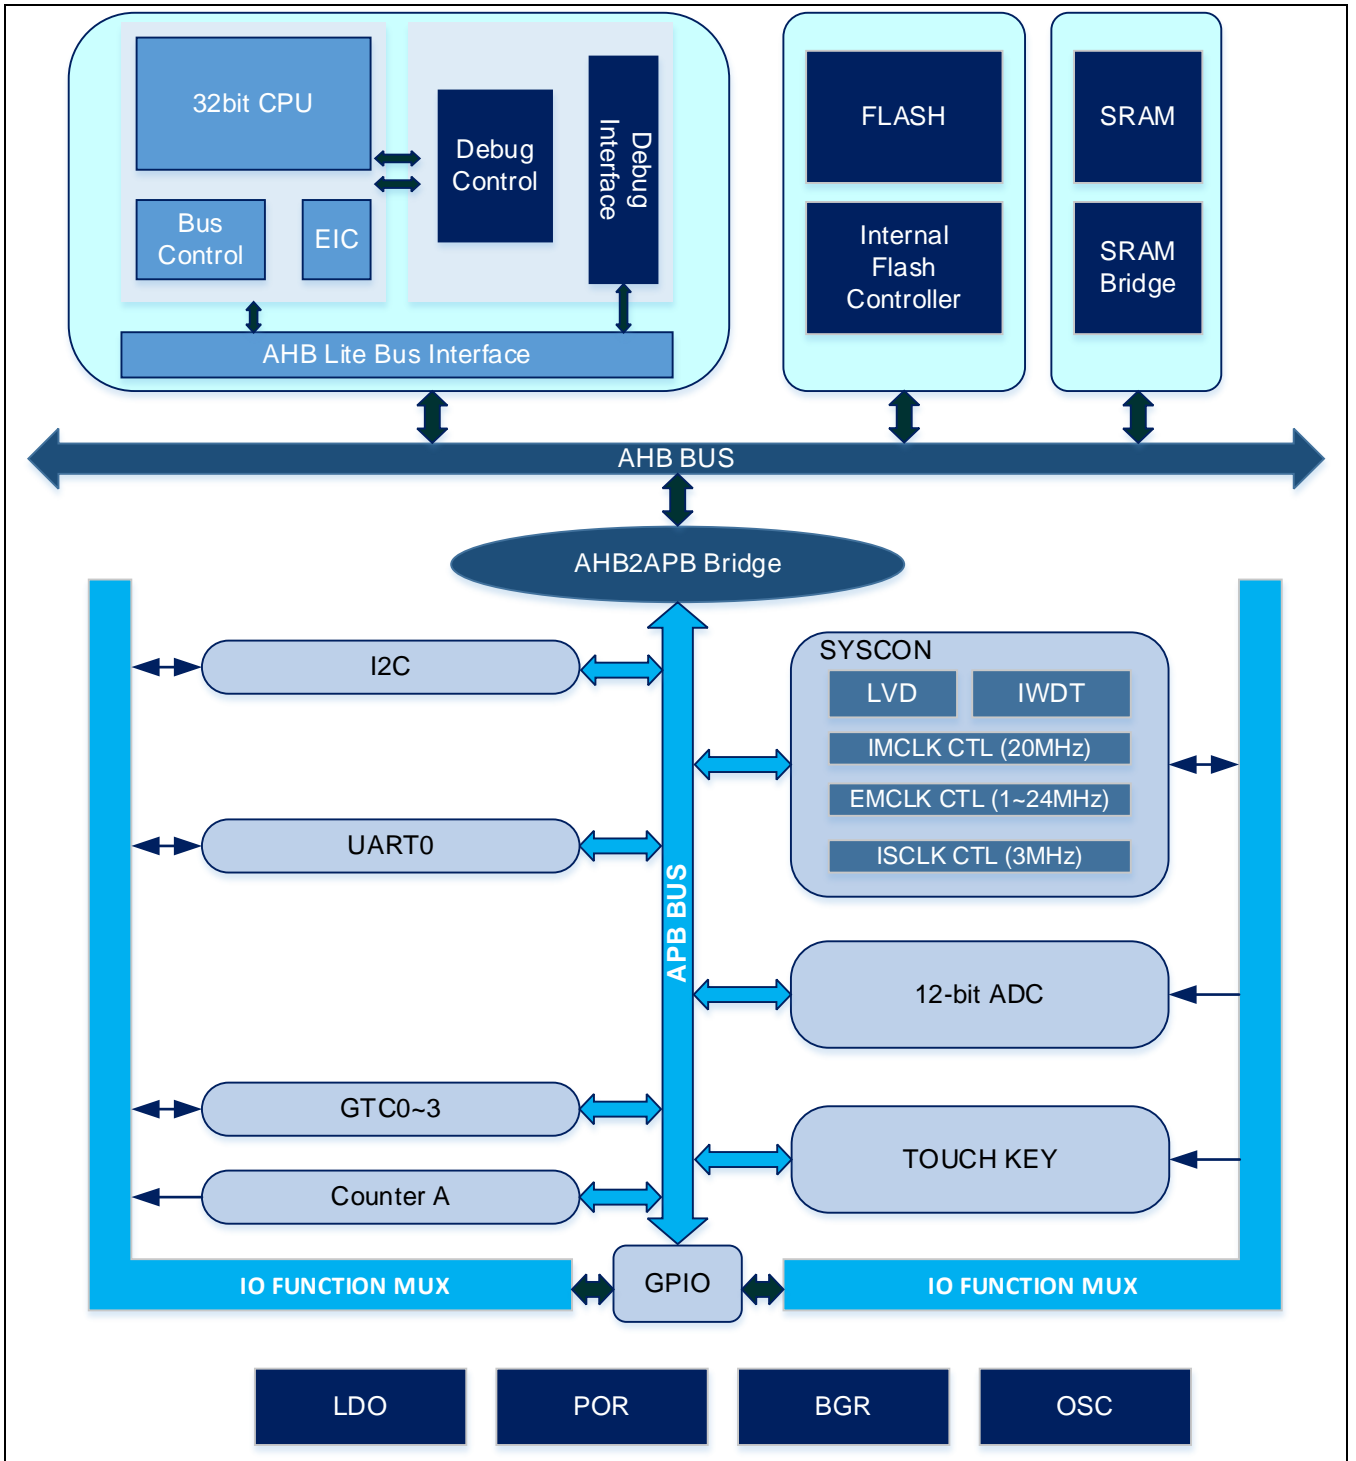 32bit CPU
Bus
Control
EIC
Debug
Control
Debug
Interface
AHB Lite Bus Interface
FLASH
Internal
Flash
Controller
SRAM
SRAM
Bridge
AHB BUS
AHB2APB Bridge
I2C
UART0
GTC0~3
Counter A
APB BUS
SYSCON
LVD
IWDT
IMCLK CTL (20MHz)
EMCLK CTL (1~24MHz)
ISCLK CTL (3MHz)
12-bit ADC
TOUCH KEY
IO FUNCTION MUX
GPIO
IO FUNCTION MUX
LDO
POR
BGR
OSC